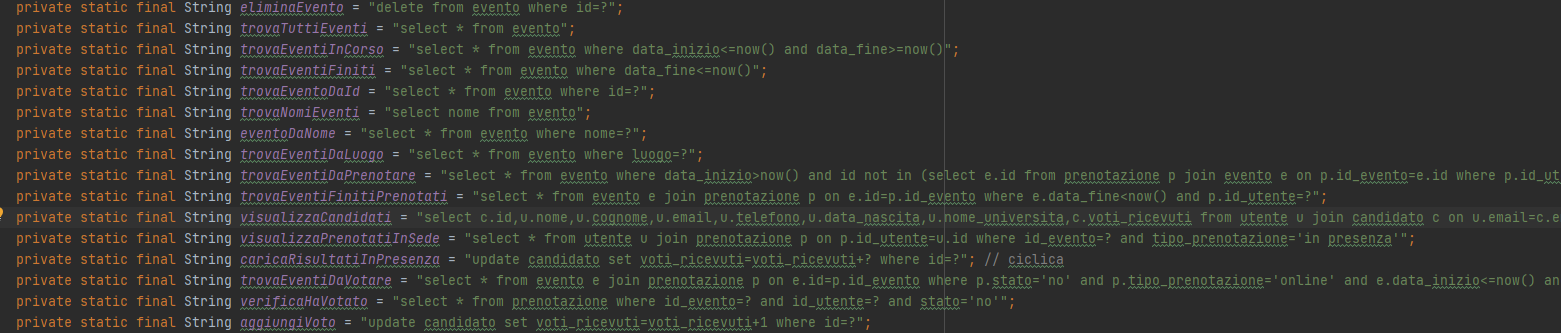 private static final String eliminaEvento = "delete from evento where id=?";
private static final String trovaTuttiEventi = "select * from evento";
private static final String trovaEventiInCorso = "select * from evento where data_inizio<=now() and data_fine>=now()";
private static final String trovaEventiFiniti = "select * from evento where data_fine<=now()";
private static final String trovaEventoDaId = "select * from evento where id=?";
private static final String trovaNomiEventi = "select nome from evento";
private static final String eventoDaNome = "select * from evento where nome=?";
private static final String trovaEventiDaLuogo = "select * from evento where luogo=?";
private static final String trovaEventiDaPrenotare = "select * from evento where data_inizio>now() and id not in (select e.id from prenotazione p join evento e on p.id_evento=e.id where p.id_ut
private static final String trovaEventiFinitiPrenotati = "select * from evento e join prenotazione p on e.id=p.id_evento where e.data_fine<now() and p.id_utente=?";
private static final String visualizzaCandidati = "select c.id,u.nome,u.cognome,u.email,u.telefono,u.data_nascita,u.nome_universita,c.voti_ricevuti from utente u join candidato c on u.email=c.e
private static final String visualizzaPrenotatiInSede = "select * from utente u join prenotazione p on p.id_utente=u.id where id_evento=? and tipo_prenotazione='in presenza'";
private static final String caricaRisultatiInPresenza = "update candidato set voti_ricevuti=voti_ricevuti+? where id=?"; // ciclica
private static final String trovaEventiDaVotare = "select * from evento e join prenotazione p on e.id=p.id_evento where p.stato='no' and p.tipo_prenotazione='online' and e.data_inizio<=now() an
private static final String verificaHaVotato = "select * from prenotazione where id_evento=? and id_utente=? and stato='no'";
private static final String aggiungiVoto = "update candidato set voti_ricevuti=voti_ricevuti+1 where id=?";